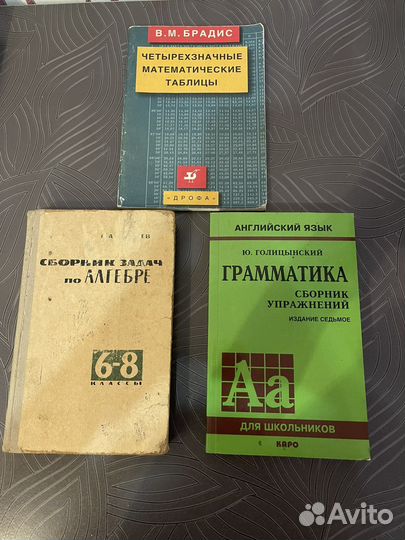 В.М. БРАДИС
ЧЕТЫРЕХЗНАЧНЫЕ
МАТЕМАТИЧЕСКИЕ
ТАБЛИЦЫ
«ДРОФА»
СБОРНИК ЗАДАЧ
по АЛГЕБРЕ
6-8
КЛАССЫ
АНГЛИЙСКИЙ ЯЗЫК
Ю. ГОЛИЦЫНСКИЙ
ГРАММАТИКА
СБОРНИК
УПРАЖНЕНИЙ
ИЗДАНИЕ СЕДЬМОЕ
Аа
ДЛЯ ШКОЛЬНИКОВ
КАРО
Avito